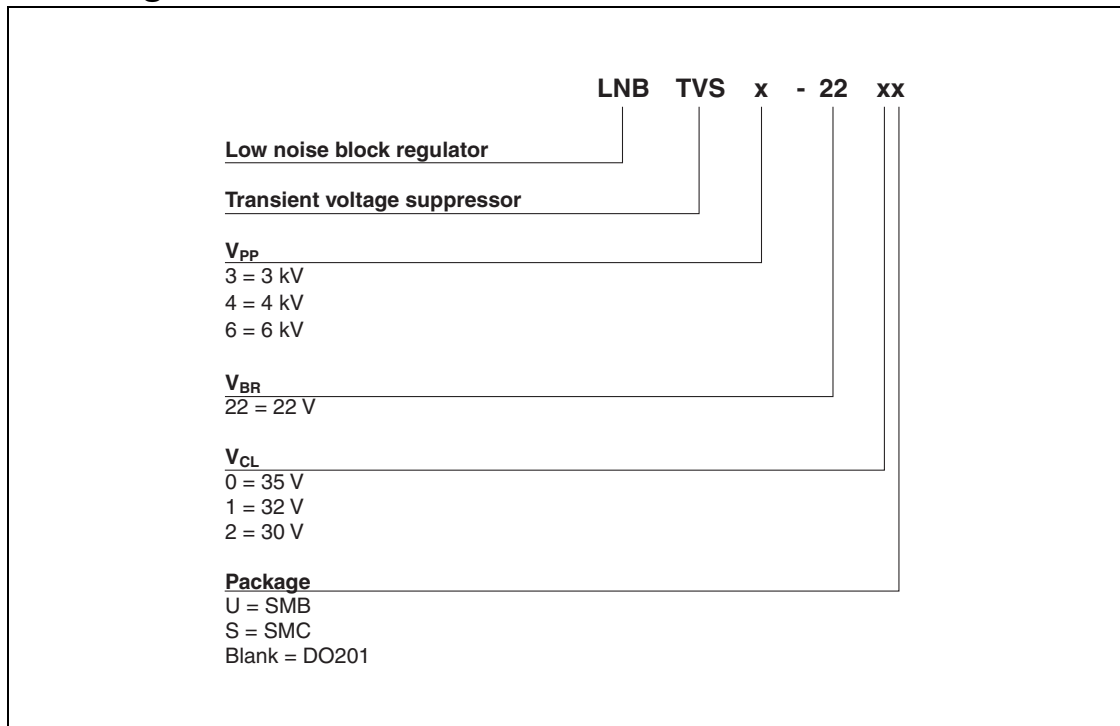 LNB TVS x - 22 xx
Low noise block regulator
Transient voltage suppressor
VPP
3 = 3 kV
4 = 4 kV
6 = 6 kV
VBR
22 = 22 V
VCL
0 = 35 V
1 = 32 V
2 = 30 V
Package
U = SMB
S = SMC
Blank = DO201